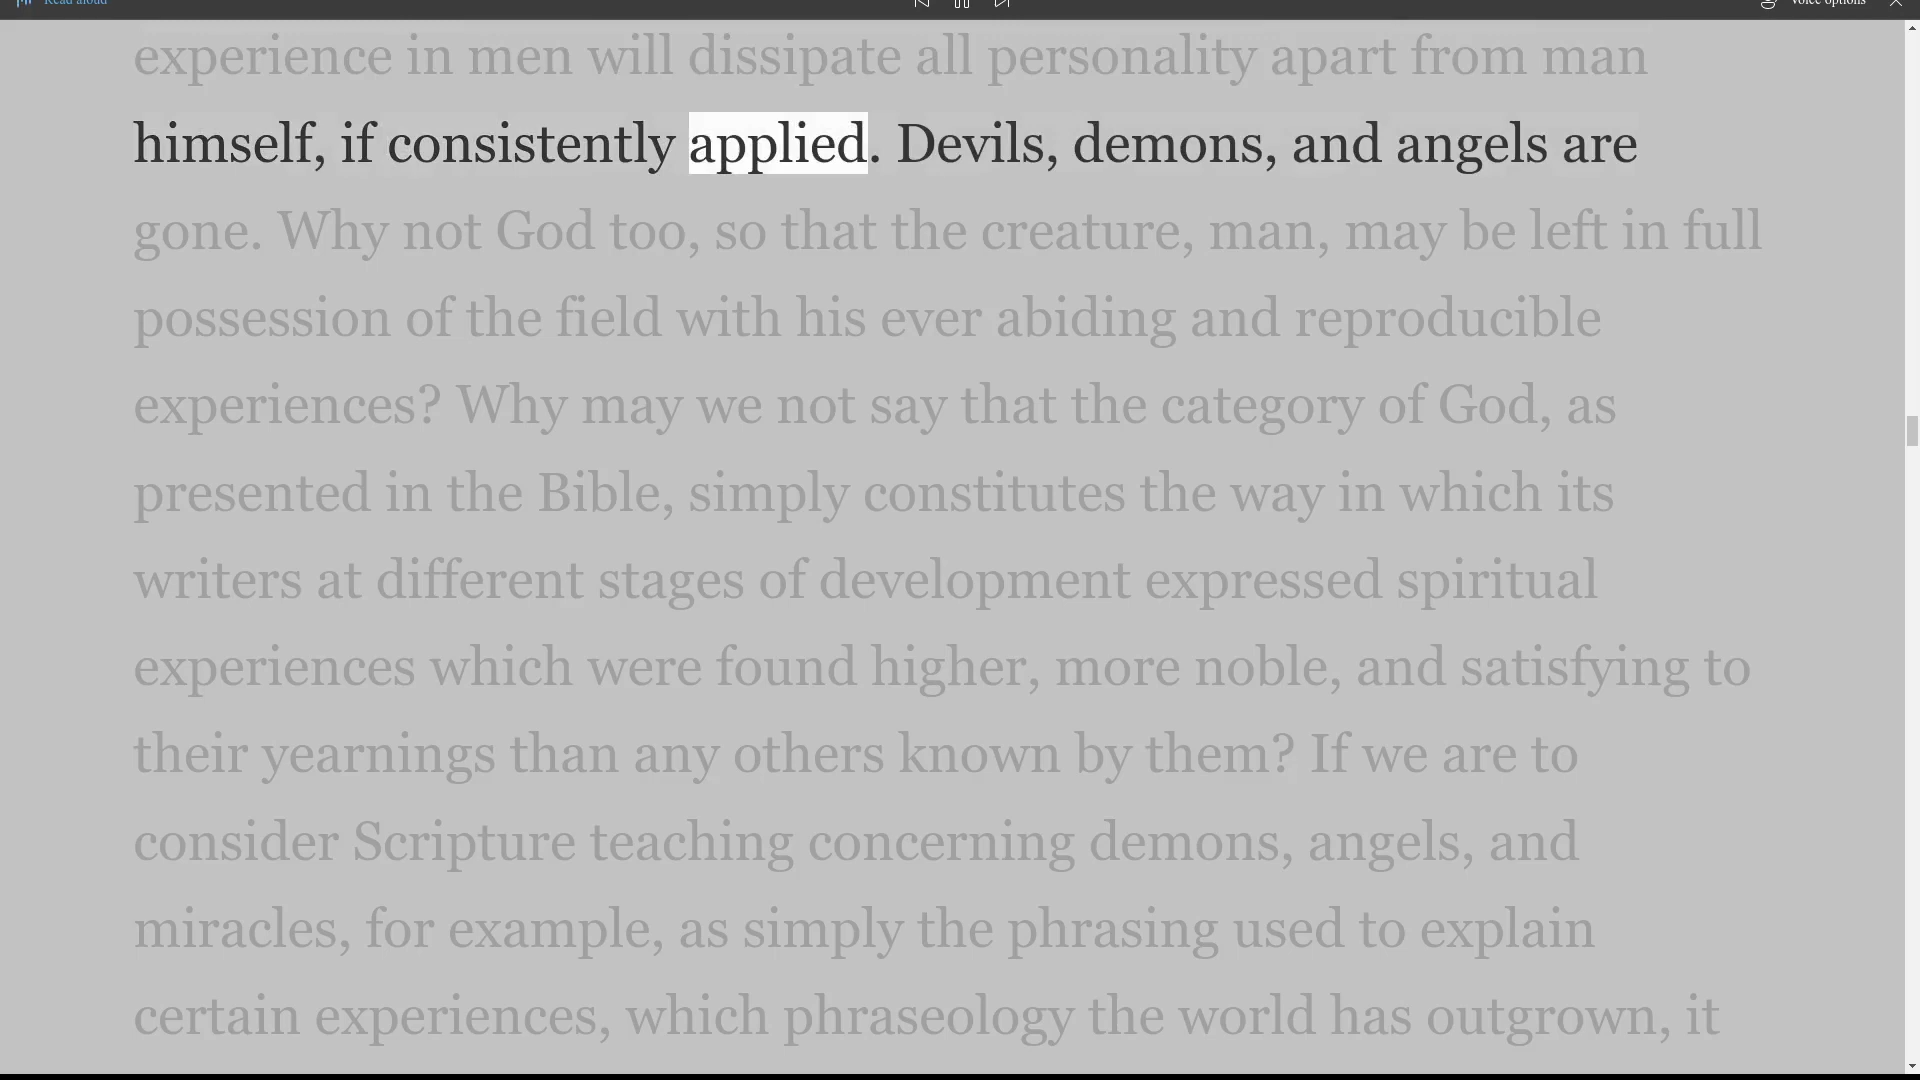 Read aloud
Voice options
experience in men will dissipate all personality apart from man
himself, if consistently applied. Devils, demons, and angels are
gone. Why not God too, so that the creature, man, may be left in full
possession of the field with his ever abiding and reproducible
experiences? Why may we not say that the category of God, as
presented in the Bible, simply constitutes the way in which its
writers at different stages of development expressed spiritual
experiences which were found higher, more noble, and satisfying to
their yearnings than any others known by them? If we are to
consider Scripture teaching concerning demons, angels, and
miracles, for example, as simply the phrasing used to explain
certain experiences, which phraseology the world has outgrown, it